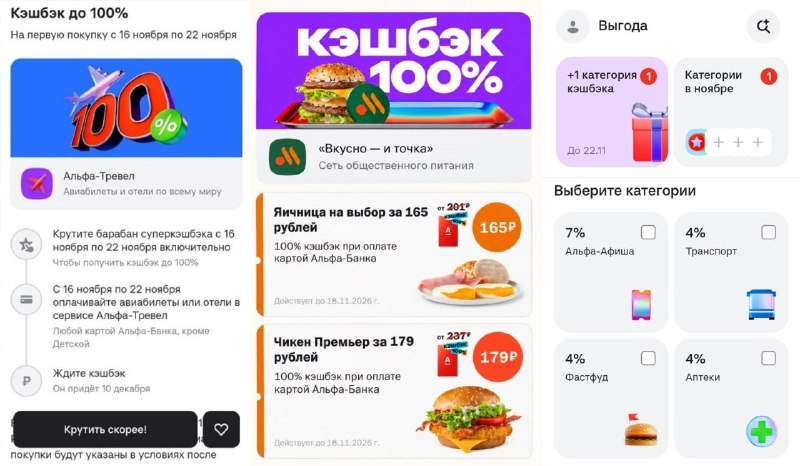 Кэшбэк до 100%
На первую покупку с 16 ноября по 22 ноября
100%
Альфа-Тревел
Авиабилеты и отели по всему миру
Крутите барабан суперкэшбэка с 16
ноября по 22 ноября включительно
Чтобы получить кэшбэк до 100%
С 16 ноября по 22 ноября
оплачивайте авиабилеты или отели в
сервисе Альфа-Тревел
Любой картой Альфа-Банка, кроме
Детской
Ждите кэшбэк
Он придёт 10 декабря
Крутить скорее!
покупки будут указаны в условиях после
кэшбэк
100%
«Вкусно — и точка»
Сеть общественного питания
Яичница на выбор за 165
рублей
100% кэшбэк при оплате
картой Альфа-Банка
Действует до 18.11.2026 г.
от 201₽
кэшбэк
165₽
Чикен Премьер за 179
рублей
100% кэшбэк при оплате
картой Альфа-Банка
Действует до 18.11.2026 г.
от 237₽
кэшбэк
179₽
Выгода
+1 категория
кэшбэка
1
До 22.11
Категории
в ноябре
1
Выберите категории
7%
Альфа-Афиша
4%
Транспорт
4%
Фастфуд
4%
Аптеки